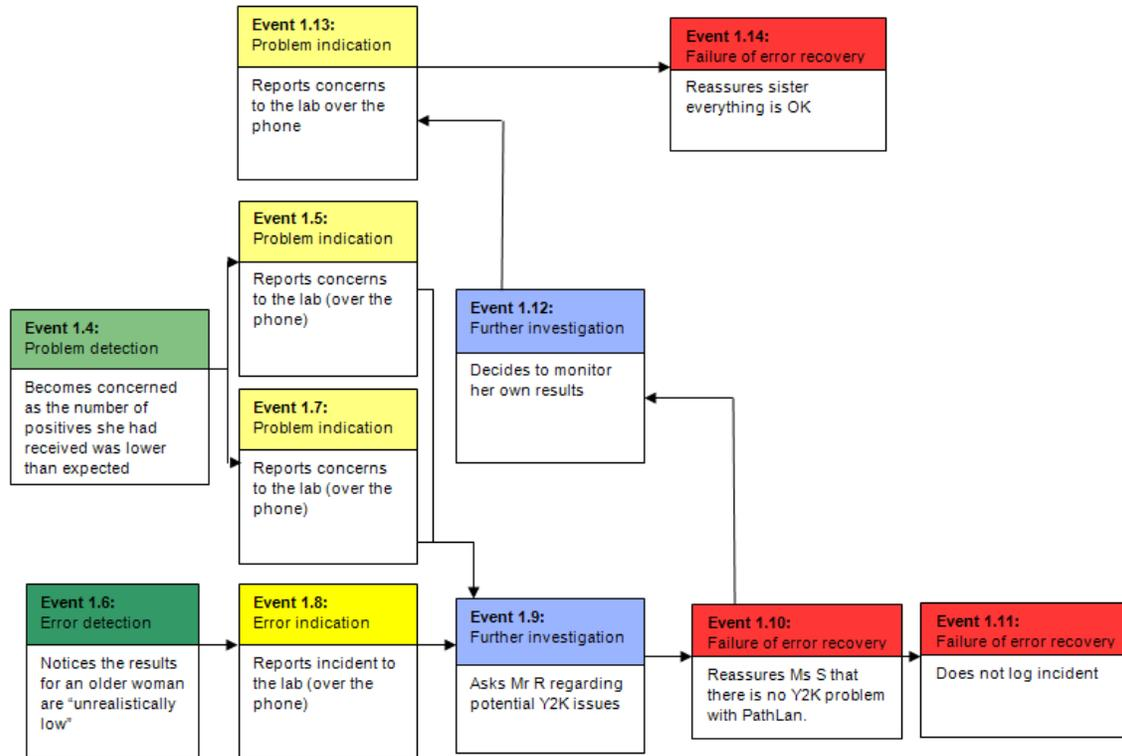 Event 1.13:
Problem indication
Reports concerns
to the lab over the
phone
Event 1.14:
Failure of error recovery
Reassures sister
everything is OK
Event 1.5:
Problem indication
Reports concerns
to the lab (over the
phone)
Event 1.4:
Problem detection
Becomes concerned
as the number of
positives she had
received was lower
than expected
Event 1.12:
Further investigation
Decides to monitor
her own results
Event 1.7:
Problem indication
Reports concerns
to the lab (over the
phone)
Event 1.6:
Error detection
Notices the results
for an older woman
are “unrealistically
low”
Event 1.8:
Error indication
Reports incident to
the lab (over the
phone)
Event 1.9:
Further investigation
Asks Mr R regarding
potential Y2K issues
Event 1.10:
Failure of error recovery
Reassures Ms S that
there is no Y2K problem
with PathLan.
Event 1.11:
Failure of error recovery
Does not log incident